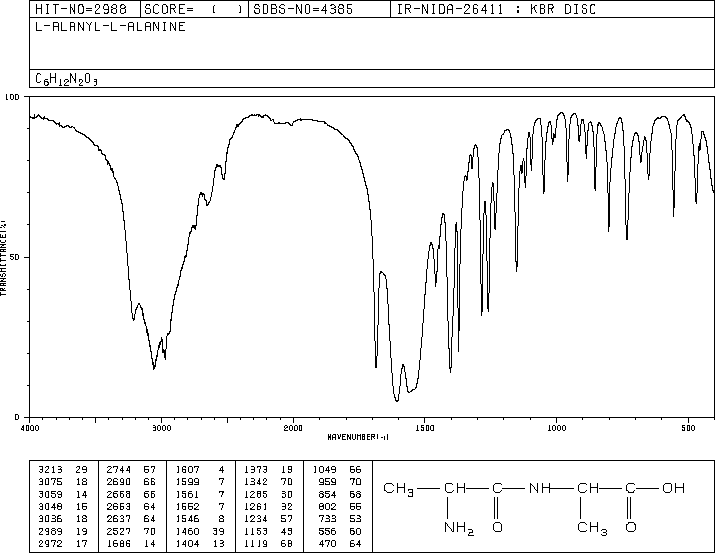 HIT-NO=2988 SCORE= ( ) SDBS-NO=4385 IR-NIDA-26411 : KBR DISC
L-ALANYL-L-ALANINE
C6H12N2O3
100
50
0
TRANSMITTANCE(%)
4000 3000 2000 1500 1000 500
WAVENUMBER(-1)
3213 29 2744 57 1607 4 1373 19 1049 66
3075 18 2690 66 1599 7 1342 70 959 70
3059 14 2668 66 1561 7 1285 30 854 68
3048 15 2653 64 1552 7 1261 32 802 55
3036 18 2637 64 1546 8 1234 57 733 53
2989 19 2527 70 1460 39 1153 43 556 60
2972 17 1686 14 1404 13 1119 68 470 64
CH3 CH C NH CH C OH
NH2 O CH3 O